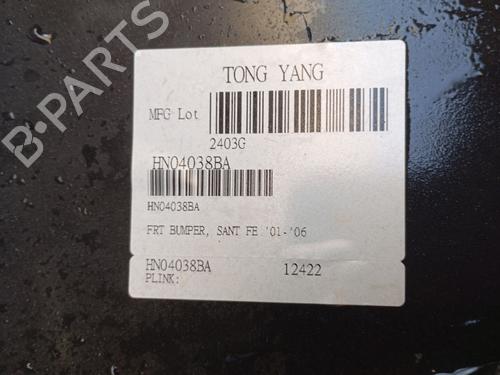 B-PARTS
TONG YANG
MFG Lot
2403G
HN04038BA
HN04038BA
FRT BUMPER, SANT FE '01-'06
HN04038BA 12422
PLINK: